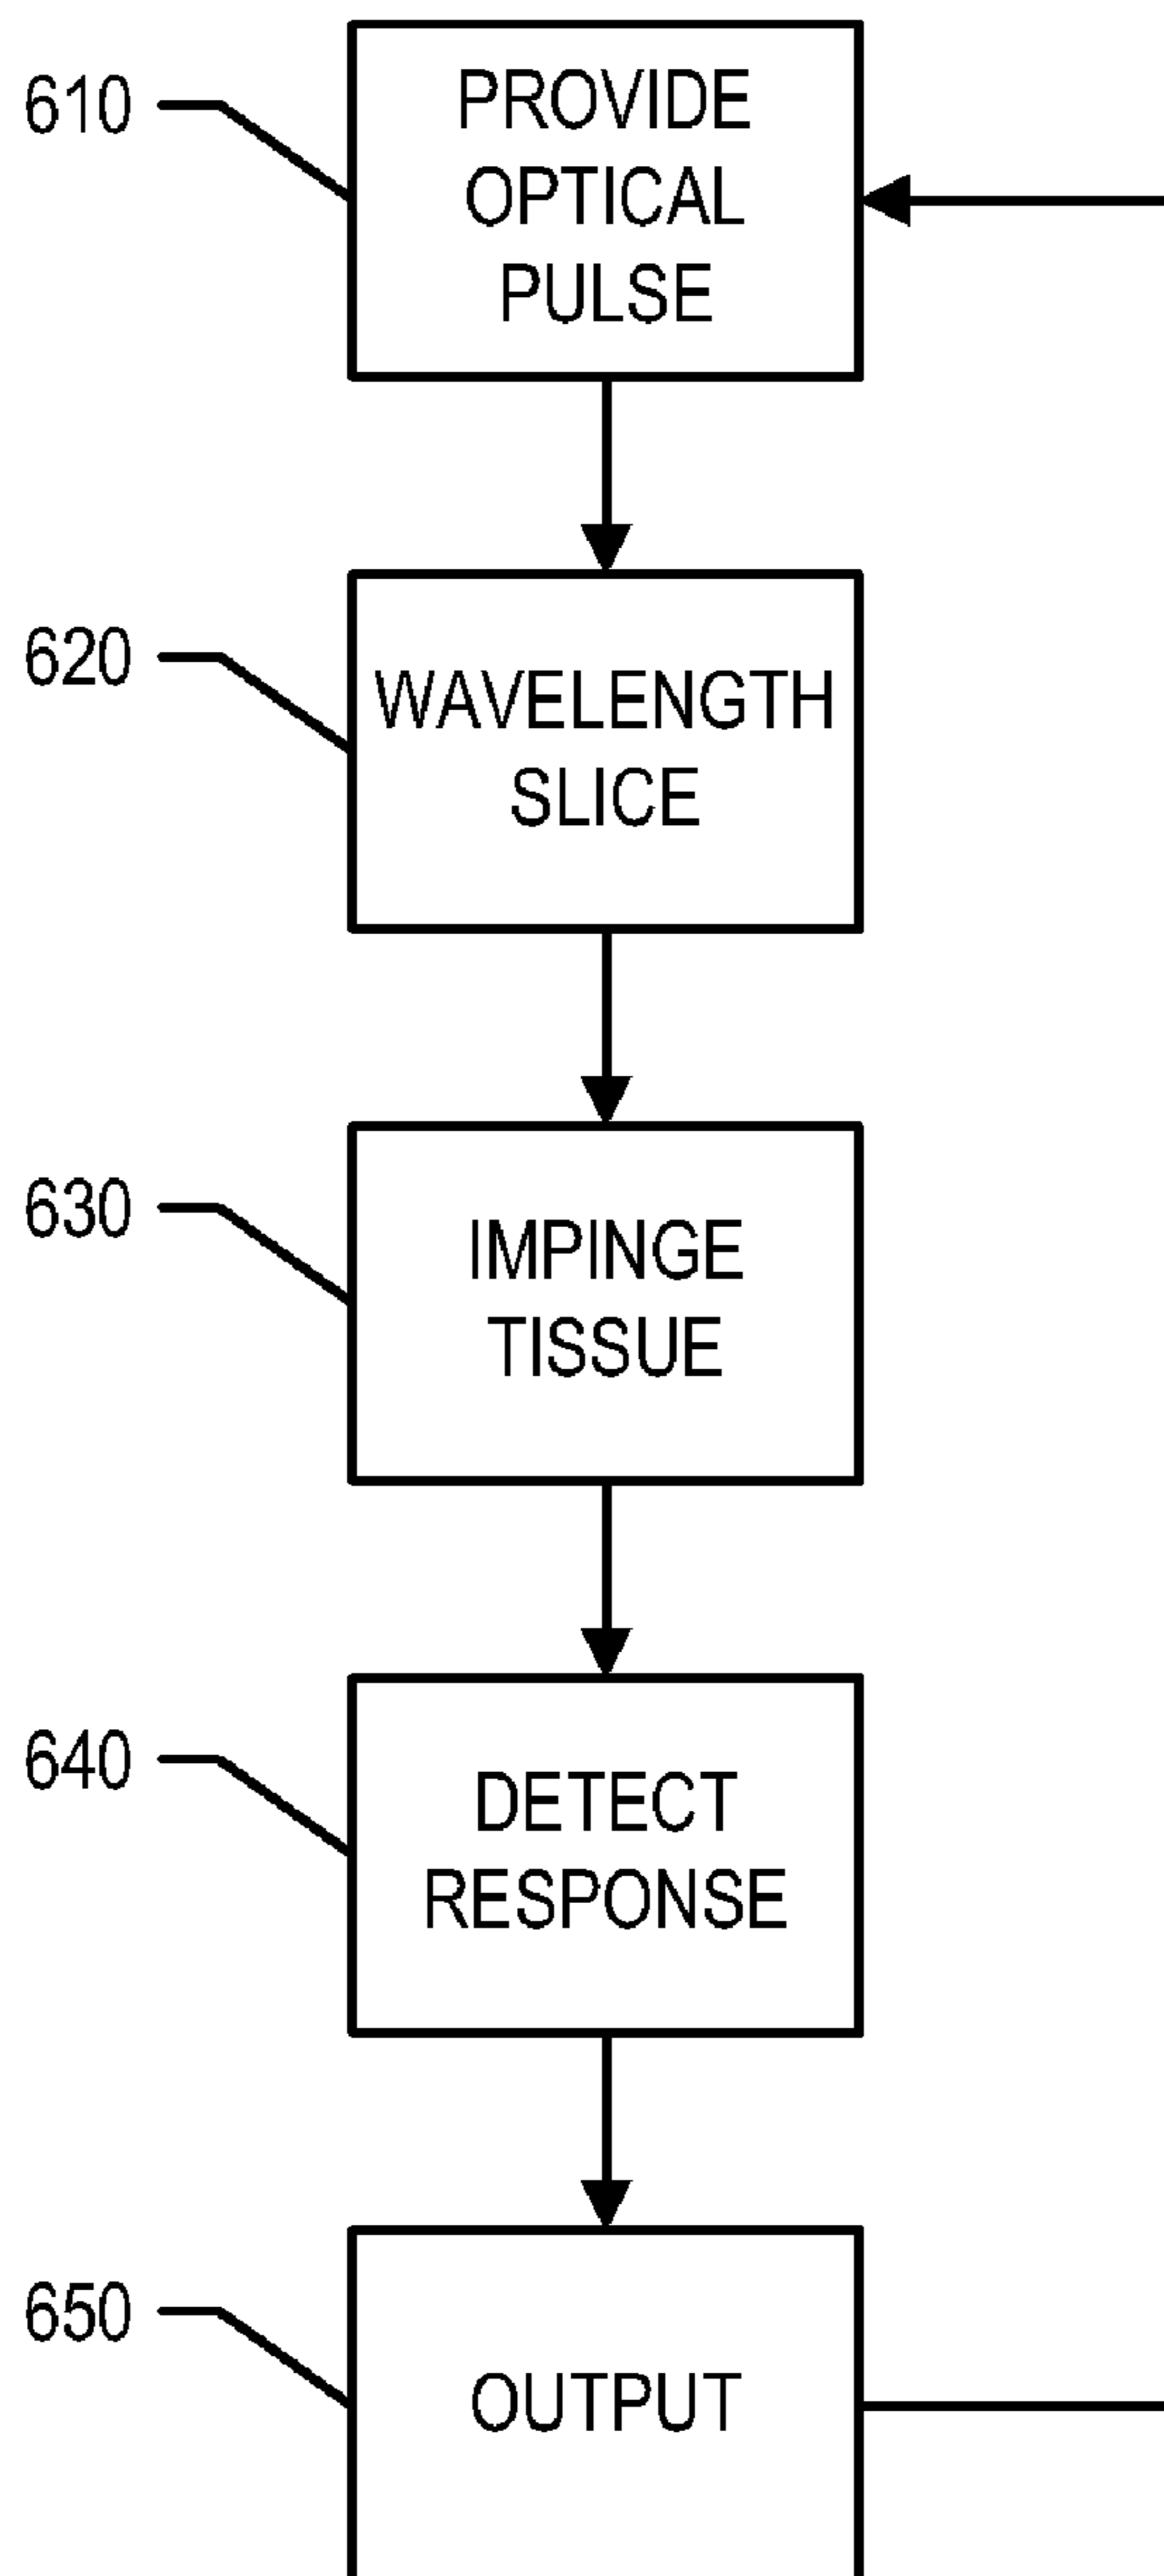 610
PROVIDE
OPTICAL
PULSE
620
WAVELENGTH
SLICE
630
IMPINGE
TISSUE
640
DETECT
RESPONSE
650
OUTPUT